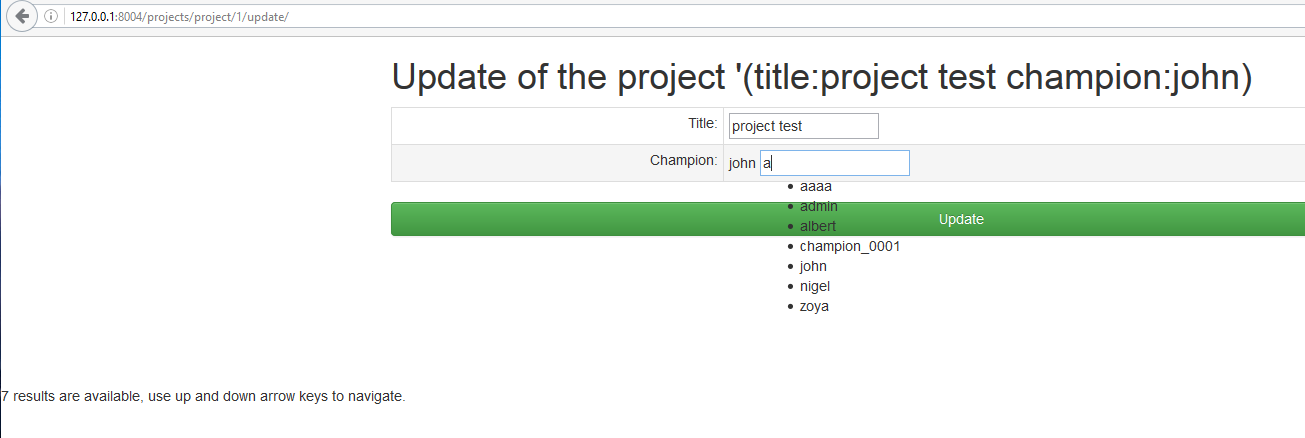 127.0.0.1:8004/projects/project/1/update/
Update of the project '(title:project test champion:john)
Title: project test
Champion: john a
aaaa
admin
albert
Update
champion_0001
john
nigel
zoya
7 results are available, use up and down arrow keys to navigate.